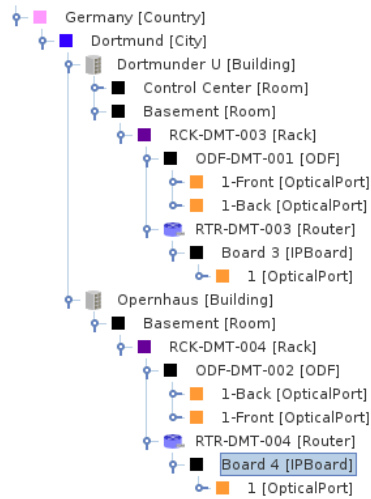 Germany [Country]
Dortmund [City]
Dortmunder U [Building]
Control Center [Room]
Basement [Room]
RCK-DMT-003 [Rack]
ODF-DMT-001 [ODF]
1-Front [OpticalPort]
1-Back [OpticalPort]
RTR-DMT-003 [Router]
Board 3 [IPBoard]
1 [OpticalPort]
Opernhaus [Building]
Basement [Room]
RCK-DMT-004 [Rack]
ODF-DMT-002 [ODF]
1-Back [OpticalPort]
1-Front [OpticalPort]
RTR-DMT-004 [Router]
Board 4 [IPBoard]
1 [OpticalPort]